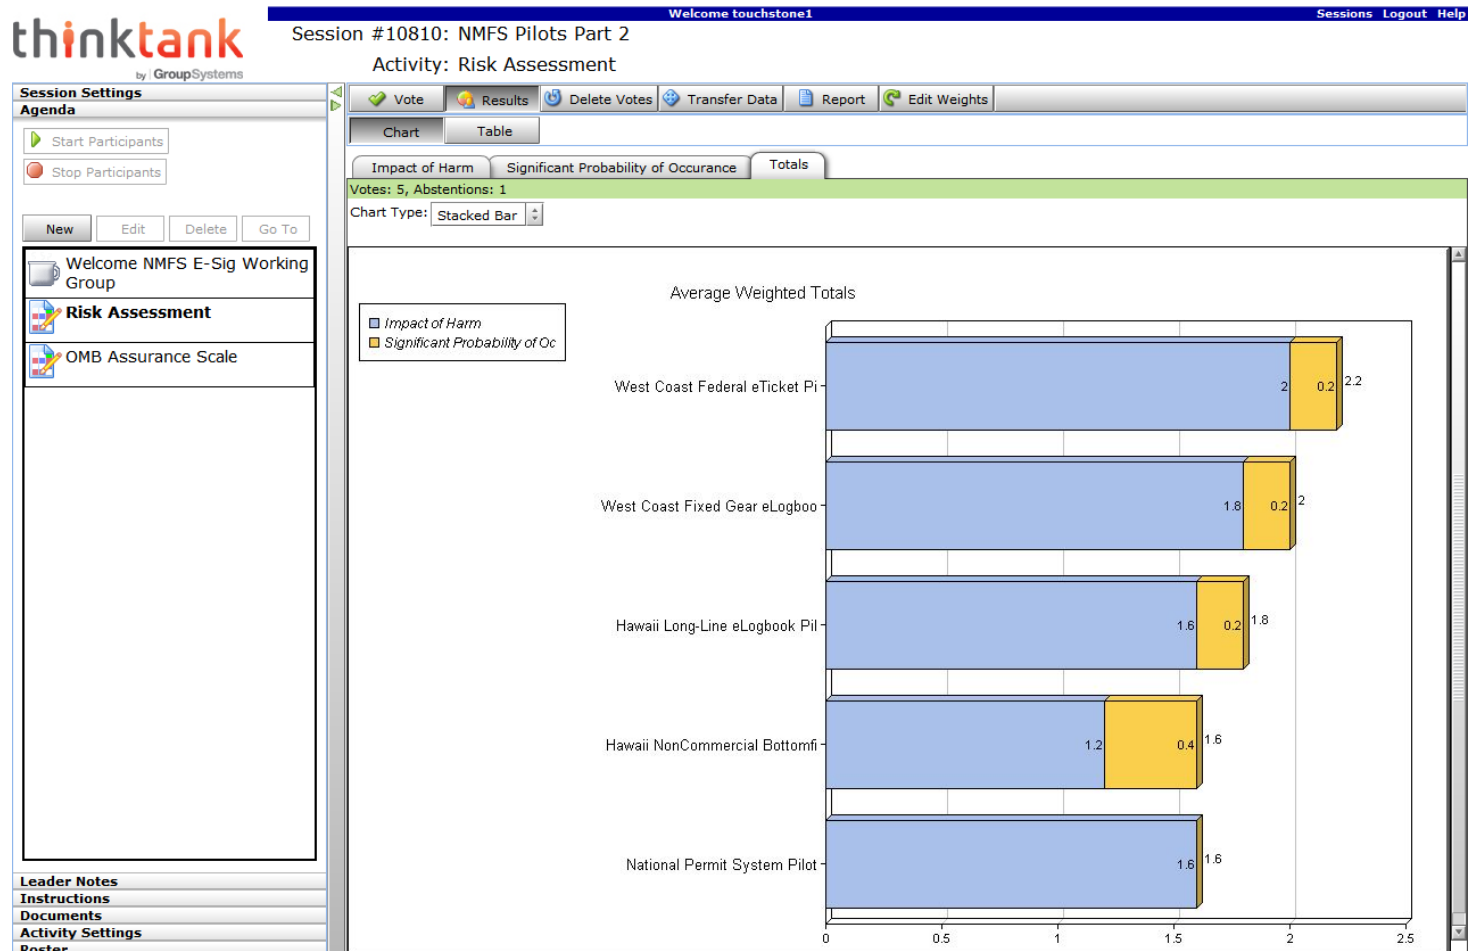 Welcome touchstone1
Sessions Logout Help
thinktank
by GroupSystems
Session #10810: NMFS Pilots Part 2
Activity: Risk Assessment
Session Settings
Agenda
Start Participants
Stop Participants
New Edit Delete Go To
Welcome NMFS E-Sig Working
Group
Risk Assessment
OMB Assurance Scale
Leader Notes
Instructions
Documents
Activity Settings
Roster
Vote Results Delete Votes Transfer Data Report Edit Weights
Chart Table
Impact of Harm Significant Probability of Occurance Totals
Votes: 5, Abstentions: 1
Chart Type: Stacked Bar
Average Weighted Totals
Impact of Harm
Significant Probability of Oc
West Coast Federal eTicket Pi 2 0.2 2.2
West Coast Fixed Gear eLogboo 1.8 0.2 2
Hawaii Long-Line eLogbook Pil 1.6 0.2 1.8
Hawaii NonCommercial Bottomfi 1.2 0.4 1.6
National Permit System Pilot 1.6 1.6
0 0.5 1 1.5 2 2.5